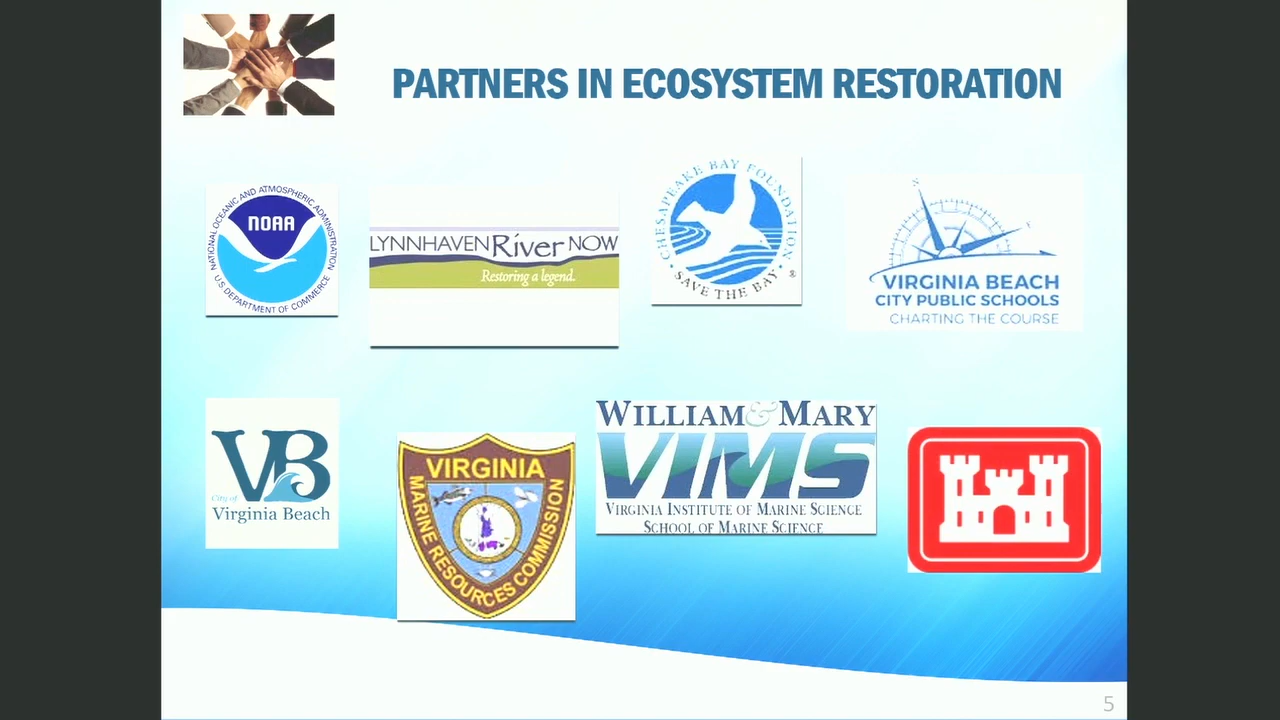 PARTNERS IN ECOSYSTEM RESTORATION
NATIONAL OCEANIC AND ATMOSPHERIC ADMINISTRATION
NOAA
U.S. DEPARTMENT OF COMMERCE
LYNNHAVEN River NOW
Restoring a legend.
CHESAPEAKE BAY FOUNDATION
SAVE THE BAY
®
S
VIRGINIA BEACH
CITY PUBLIC SCHOOLS
CHARTING THE COURSE
VB
City of
Virginia Beach
VIRGINIA
MARINE RESOURCES COMMISSION
WILLIAM & MARY
VIMS
VIRGINIA INSTITUTE OF MARINE SCIENCE
SCHOOL OF MARINE SCIENCE
5